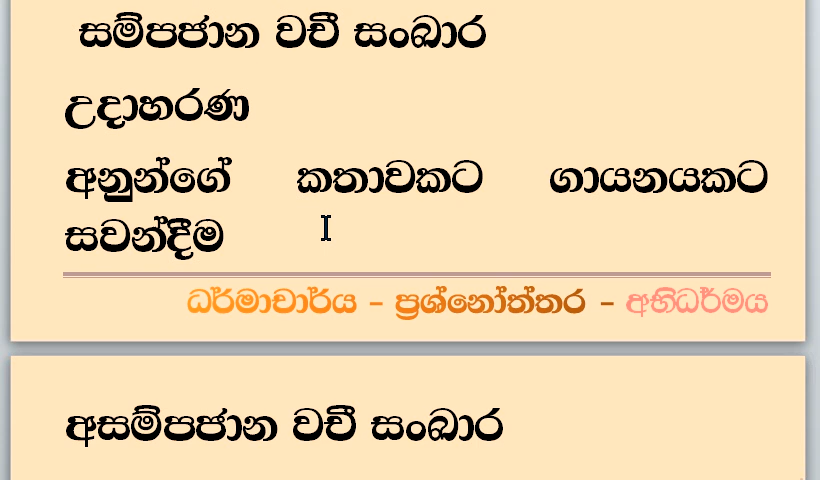 සම්පජාන වචී සංඛාර
උදාහරණ
අනුන්ගේ කතාවකට ගායනයකට
සවන්දීම
ධර්මාචාර්ය – ප්‍රශ්නෝත්තර – අභිධර්මය
අසම්පජාන වචී සංඛාර